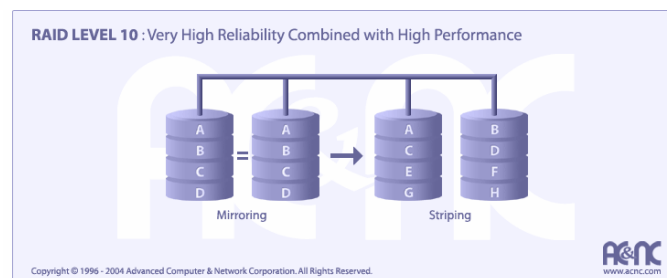 RAID LEVEL 10 : Very High Reliability Combined with High Performance
A A A B
B = B C D
C C E F
D D G H
Mirroring Striping
AC&NC
Copyright © 1996 - 2004 Advanced Computer & Network Corporation. All Rights Reserved.
www.acnc.com